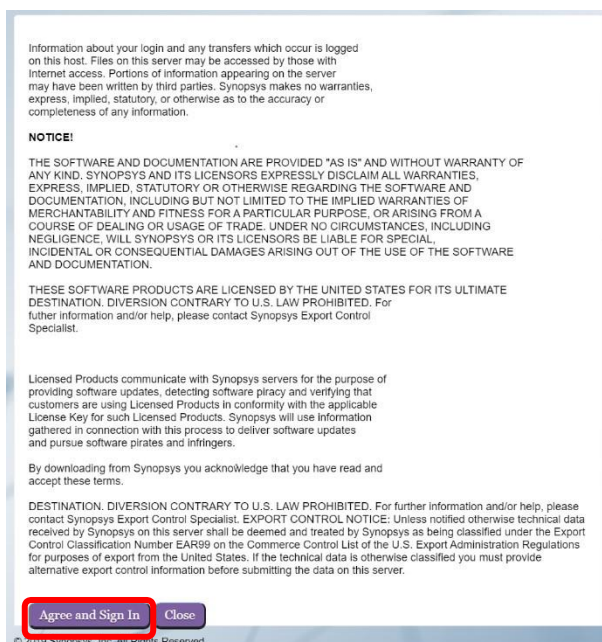 Information about your login and any transfers which occur is logged
on this host. Files on this server may be accessed by those with
Internet access. Portions of information appearing on the server
may have been written by third parties. Synopsys makes no warranties,
express, implied, statutory, or otherwise as to the accuracy or
completeness of any information.
NOTICE!
THE SOFTWARE AND DOCUMENTATION ARE PROVIDED "AS IS" AND WITHOUT WARRANTY OF
ANY KIND. SYNOPSYS AND ITS LICENSORS EXPRESSLY DISCLAIM ALL WARRANTIES,
EXPRESS, IMPLIED, STATUTORY OR OTHERWISE REGARDING THE SOFTWARE AND
DOCUMENTATION, INCLUDING BUT NOT LIMITED TO THE IMPLIED WARRANTIES OF
MERCHANTABILITY AND FITNESS FOR A PARTICULAR PURPOSE, OR ARISING FROM A
COURSE OF DEALING OR USAGE OF TRADE. UNDER NO CIRCUMSTANCES, INCLUDING
NEGLIGENCE, WILL SYNOPSYS OR ITS LICENSORS BE LIABLE FOR SPECIAL,
INCIDENTAL OR CONSEQUENTIAL DAMAGES ARISING OUT OF THE USE OF THE SOFTWARE
AND DOCUMENTATION.
THESE SOFTWARE PRODUCTS ARE LICENSED BY THE UNITED STATES FOR ITS ULTIMATE
DESTINATION. DIVERSION CONTRARY TO U.S. LAW PROHIBITED. For
futher information and/or help, please contact Synopsys Export Control
Specialist.
Licensed Products communicate with Synopsys servers for the purpose of
providing software updates, detecting software piracy and verifying that
customers are using Licensed Products in conformity with the applicable
License Key for such Licensed Products. Synopsys will use information
gathered in connection with this process to deliver software updates
and pursue software pirates and infringers.
By downloading from Synopsys you acknowledge that you have read and
accept these terms.
DESTINATION. DIVERSION CONTRARY TO U.S. LAW PROHIBITED. For further information and/or help, please
contact Synopsys Export Control Specialist. EXPORT CONTROL NOTICE: Unless notified otherwise technical data
received by Synopsys on this server shall be deemed and treated by Synopsys as being classified under the Export
Control Classification Number EAR99 on the Commerce Control List of the U.S. Export Administration Regulations
for purposes of export from the United States. If the technical data is otherwise classified you must provide
alternative export control information before submitting the data on this server.
Agree and Sign In Close
© 2019 Synopsys, Inc. All Rights Reserved